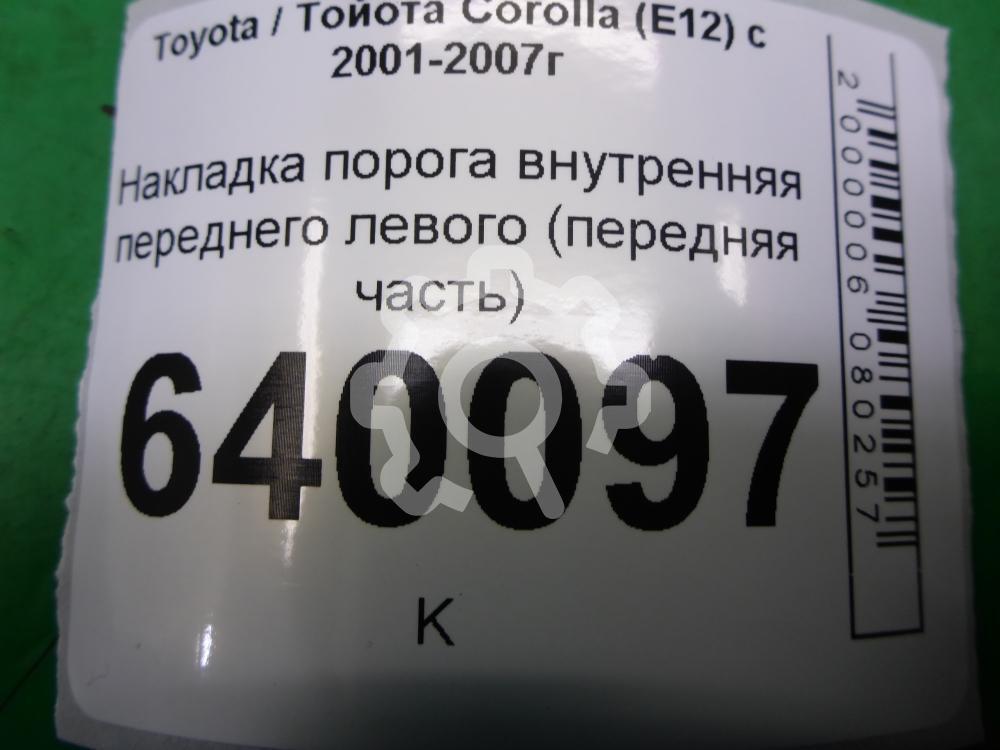 Toyota / Тойота Corolla (E12) с
2001-2007г
Накладка порога внутренняя
переднего левого (передняя
часть)
640097
К
2000006080257